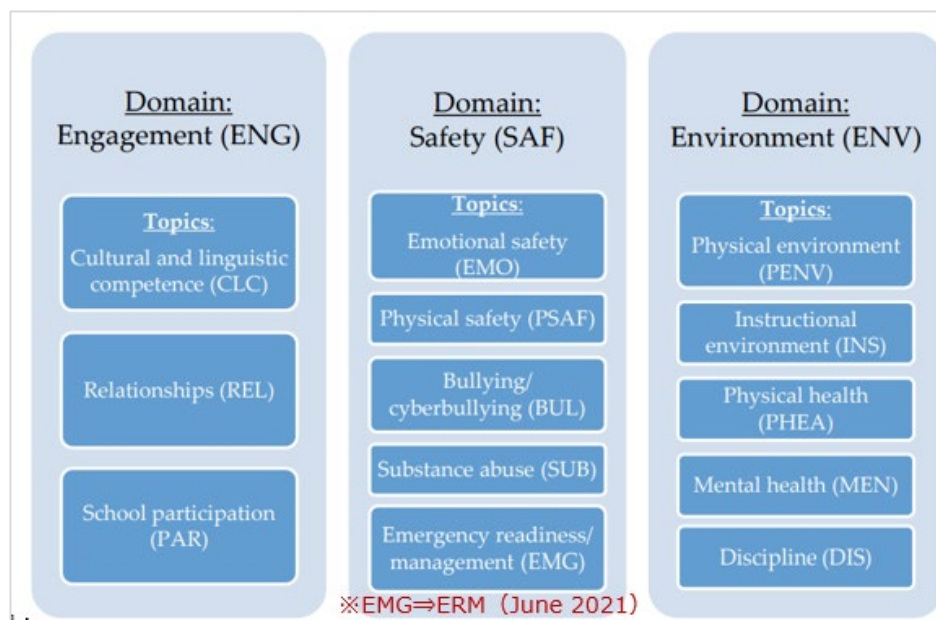 Domain:
Engagement (ENG)
Topics:
Cultural and linguistic
competence (CLC)
Relationships (REL)
School participation
(PAR)
Domain:
Safety (SAF)
Topics:
Emotional safety
(EMO)
Physical safety (PSAF)
Bullying/
cyberbullying (BUL)
Substance abuse (SUB)
Emergency readiness/
management (EMG)
※EMG⇒ERM（June 2021）
Domain:
Environment (ENV)
Topics:
Physical environment
(PENV)
Instructional
environment (INS)
Physical health
(PHEA)
Mental health (MEN)
Discipline (DIS)